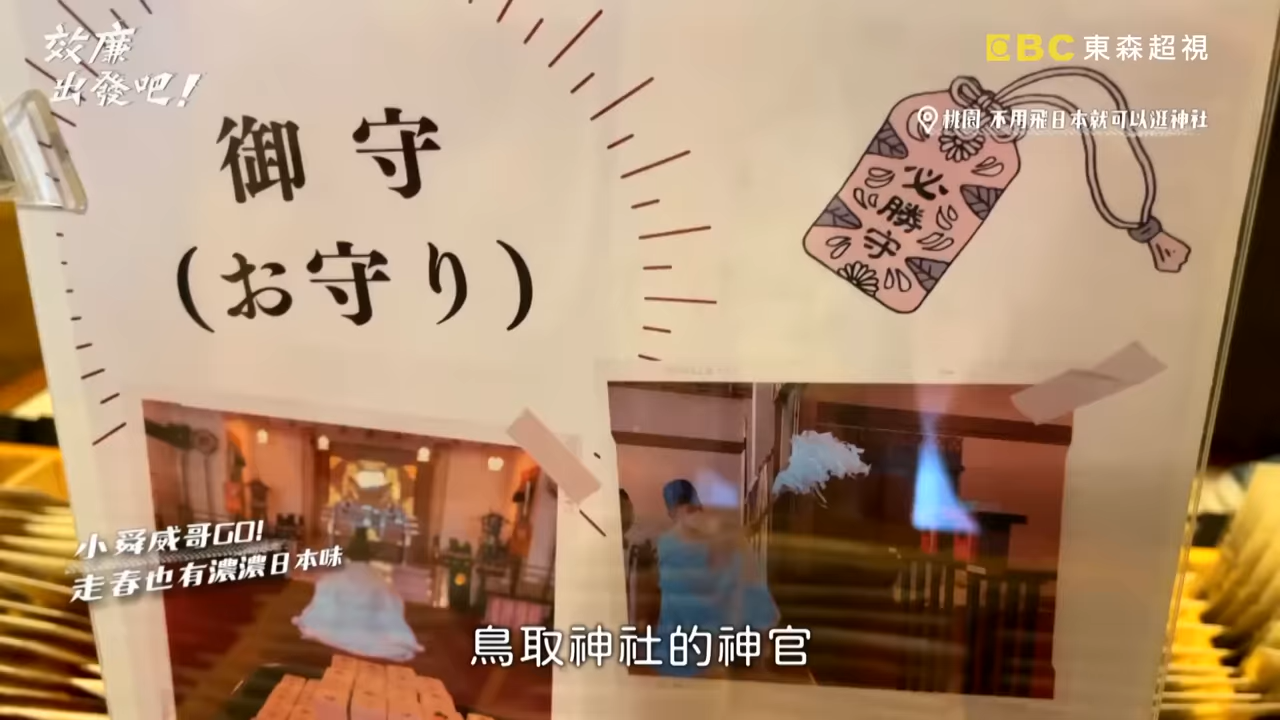 效廉
出發吧!
EBC 東森超視
桃園 不用飛日本就可以逛神社
御守
(お守り)
必勝守
小舜威哥GO!
走春也有濃濃日本味
鳥取神社的神官